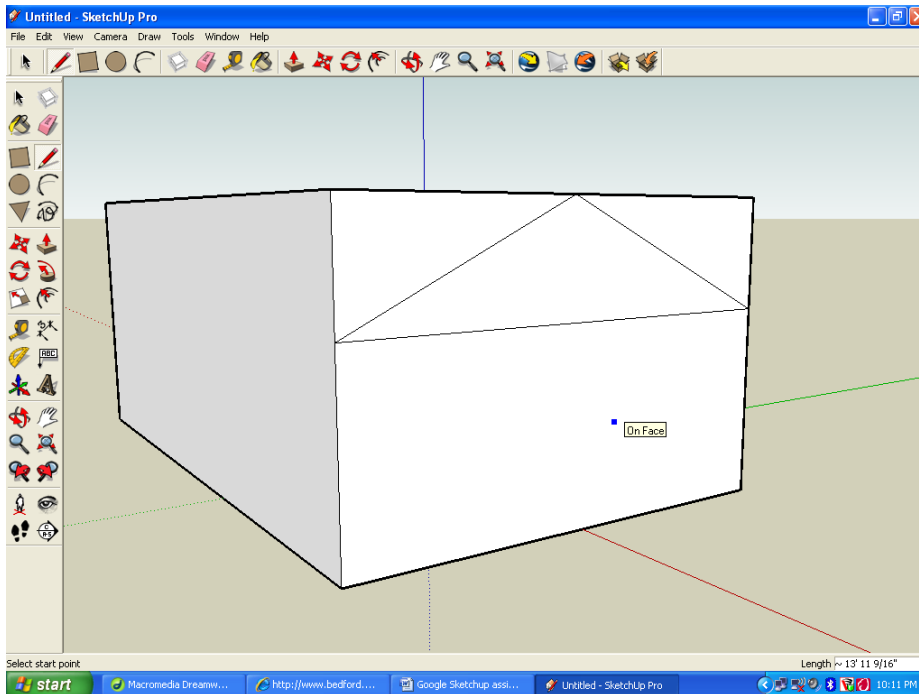 Untitled - SketchUp Pro
File Edit View Camera Draw Tools Window Help
ABC
On Face
Select start point
Length ~ 13' 11 9/16"
start Macromedia Dreamw... http://www.bedford.... Google Sketchup assi... Untitled - SketchUp Pro 10:11 PM